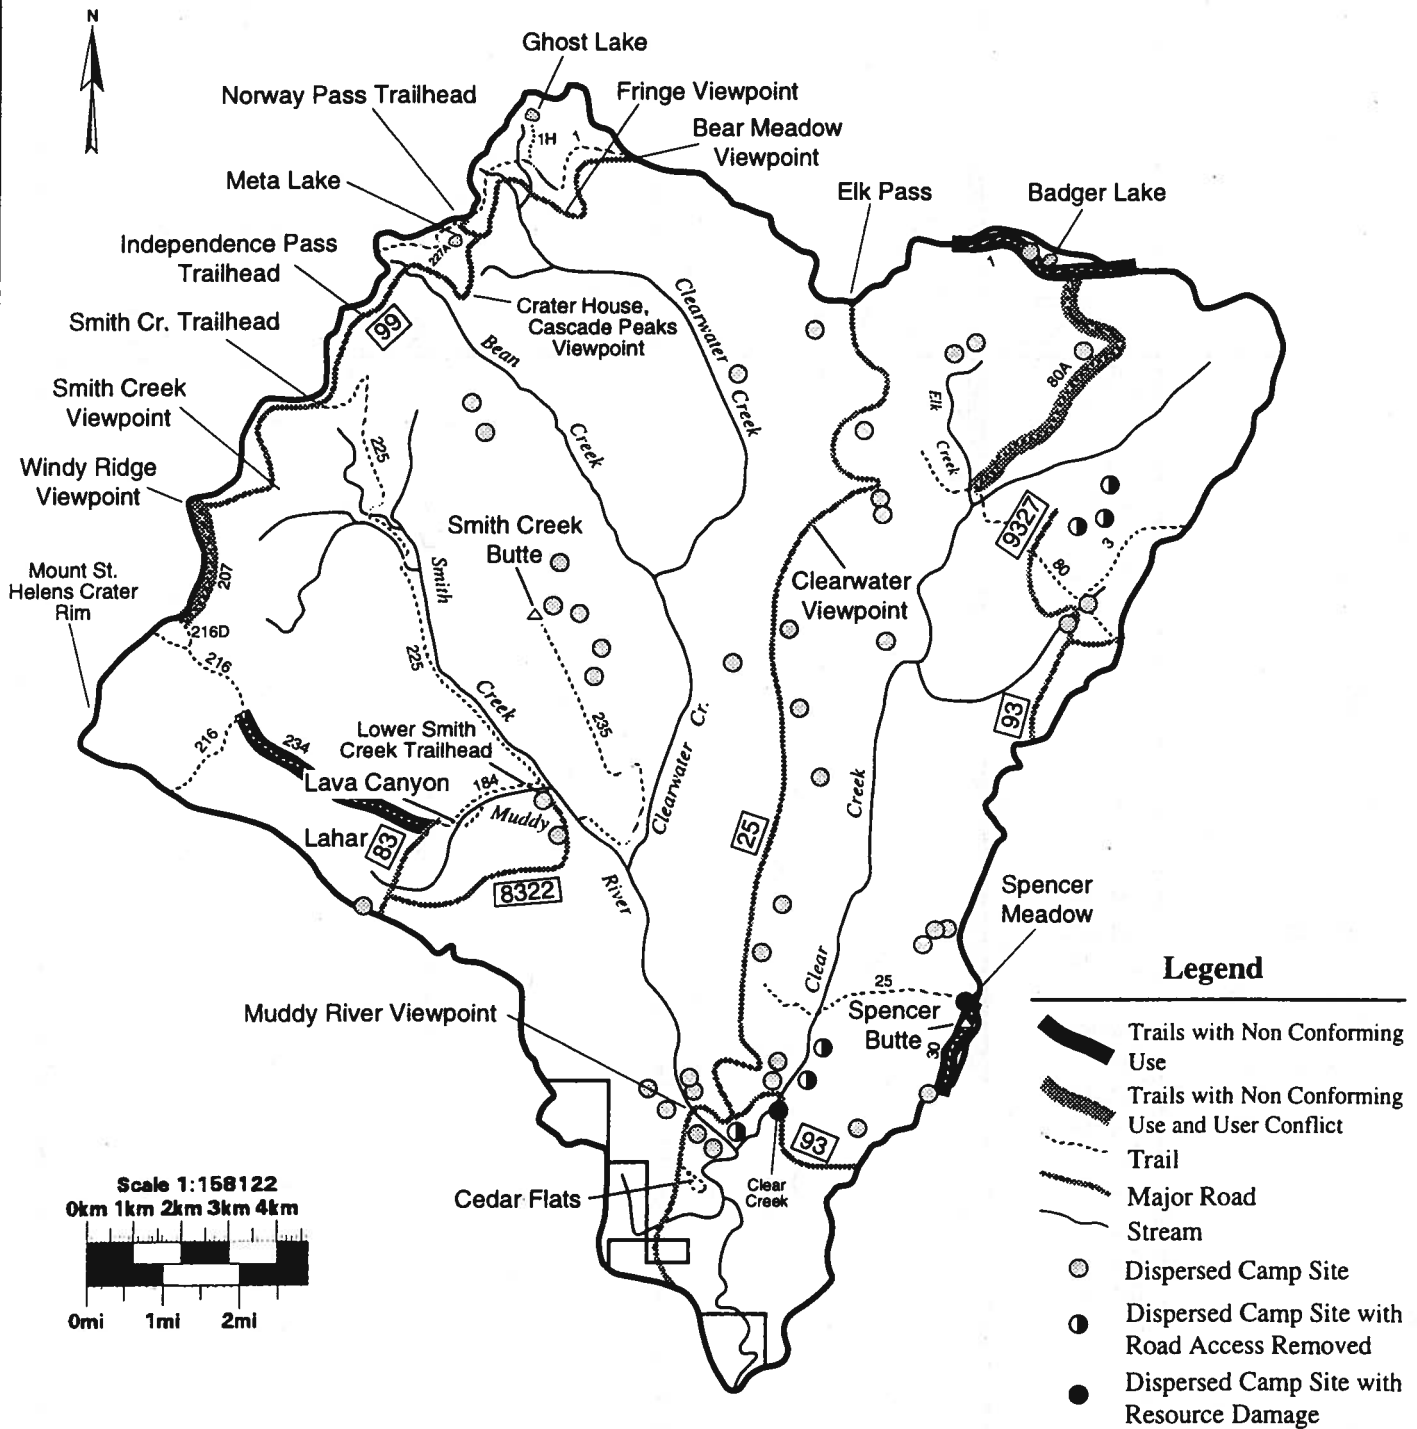 N
Ghost Lake
Norway Pass Trailhead
Fringe Viewpoint
Bear Meadow
Viewpoint
1H
1
Meta Lake
Elk Pass
Badger Lake
Independence Pass
Trailhead
227A
1
Smith Cr. Trailhead
99
Crater House,
Cascade Peaks
Viewpoint
Clearwater
Creek
Bean
Creek
80A
Elk
Creek
Smith Creek
Viewpoint
225
Windy Ridge
Viewpoint
Smith Creek
Butte
9327
3
80
Mount St.
Helens Crater
Rim
207
Smith
Creek
Clearwater
Viewpoint
216D
216
225
216
234
235
Clearwater
Cr.
93
Lower Smith
Creek Trailhead
Lava Canyon
184
Muddy
River
Lahar
83
8322
25
Creek
Clear
Spencer
Meadow
25
Muddy River Viewpoint
Spencer
Butte
30
93
Clear
Creek
Cedar Flats
Scale 1:158122
0km 1km 2km 3km 4km
0mi 1mi 2mi
Legend
Trails with Non Conforming
Use
Trails with Non Conforming
Use and User Conflict
Trail
Major Road
Stream
Dispersed Camp Site
Dispersed Camp Site with
Road Access Removed
Dispersed Camp Site with
Resource Damage